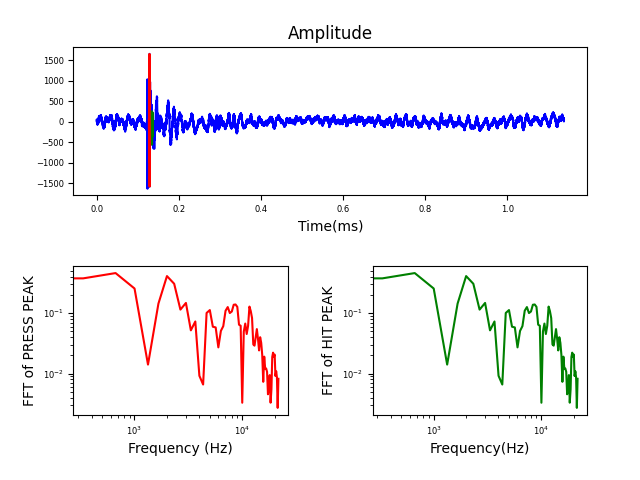 Amplitude
1500
1000
500
0
−500
−1000
−1500
0.0 0.2 0.4 0.6 0.8 1.0
Time(ms)
FFT of PRESS PEAK
10⁻¹
10⁻²
10³ 10⁴
Frequency (Hz)
FFT of HIT PEAK
10⁻¹
10⁻²
10³ 10⁴
Frequency(Hz)